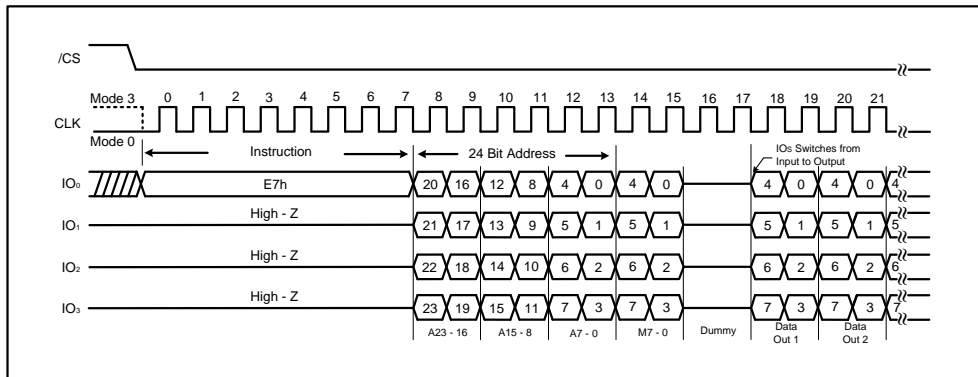 /CS
Mode 3 0 1 2 3 4 5 6 7 8 9 10 11 12 13 14 15 16 17 18 19 20 21
CLK
Mode 0
Instruction 24 Bit Address IOs Switches from
Input to Output
IO₀ E7h 20 16 12 8 4 0 4 0 4 0 4 0 4
High - Z
IO₁ 21 17 13 9 5 1 5 1 5 1 5 1 5
High - Z
IO₂ 22 18 14 10 6 2 6 2 6 2 6 2 6
High - Z
IO₃ 23 19 15 11 7 3 7 3 7 3 7 3 7
A23 - 16 A15 - 8 A7 - 0 M7 - 0 Dummy Data Data
Out 1 Out 2